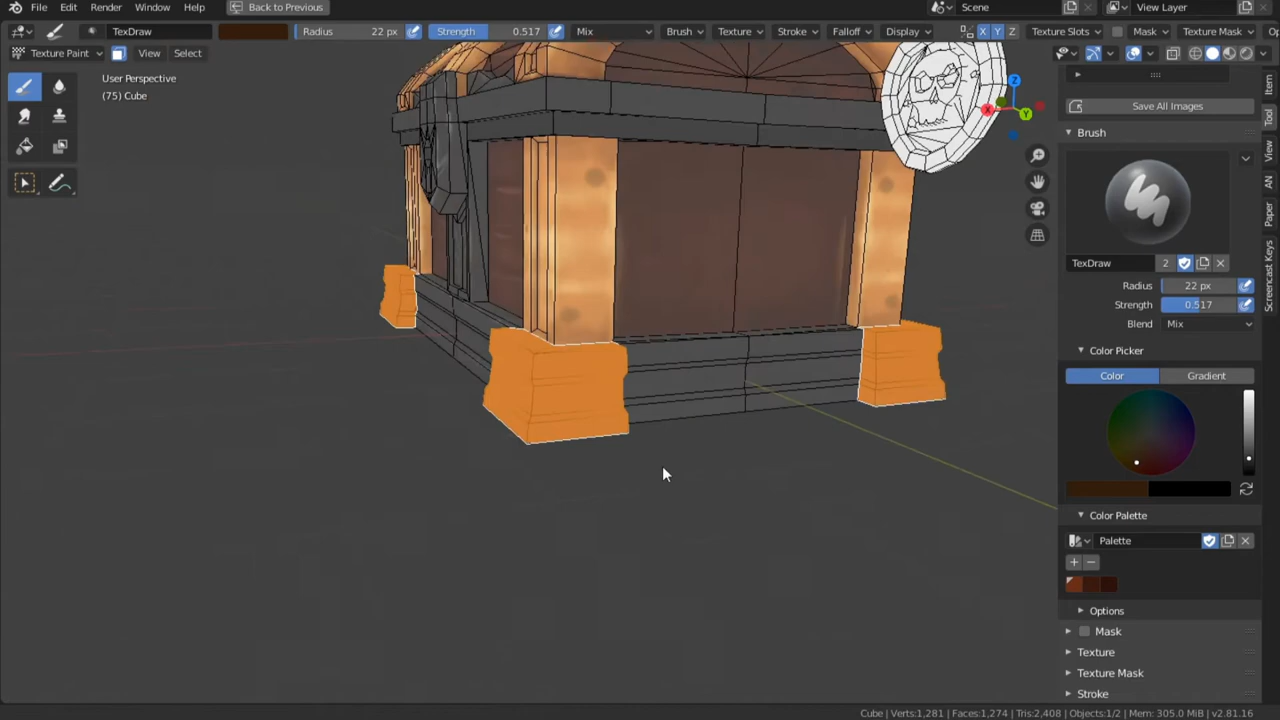 File Edit Render Window Help Back to Previous Scene View Layer
TexDraw Radius 22 px Strength 0.517 Mix Brush Texture Stroke Falloff Display X Y Z Texture Slots Mask Texture Mask Op
Texture Paint View Select
User Perspective
(75) Cube
Z
X
Y
Item
Tool
View
AN
Paper
Screencast Keys
Save All Images
Brush
TexDraw 2
Radius 22 px
Strength 0.517
Blend Mix
Color Picker
Color Gradient
Color Palette
Palette
Options
Mask
Texture
Texture Mask
Stroke
Cube | Verts:1,281 | Faces:1,274 | Tris:2,408 | Objects:1/2 | Mem: 305.0 MiB | v2.81.16